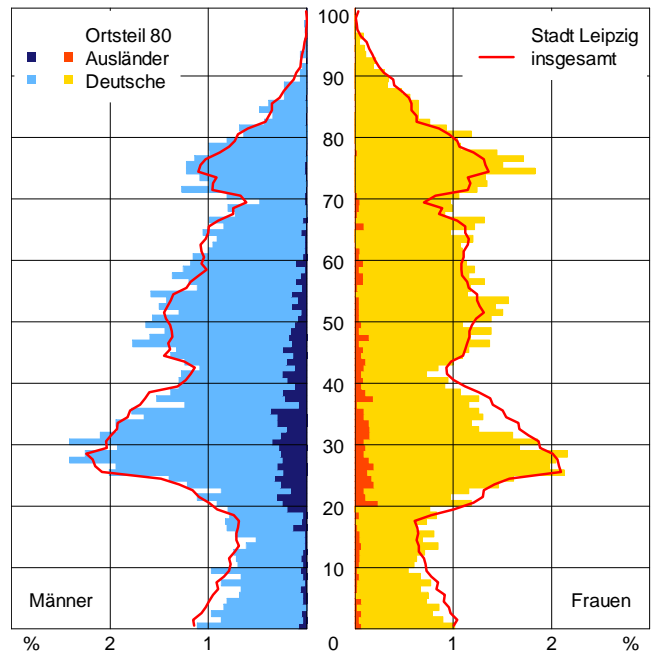 100
Ortsteil 80
Ausländer
Deutsche
Stadt Leipzig
insgesamt
90
80
70
60
50
40
30
20
10
Männer
Frauen
% 2 1 0 1 2 %